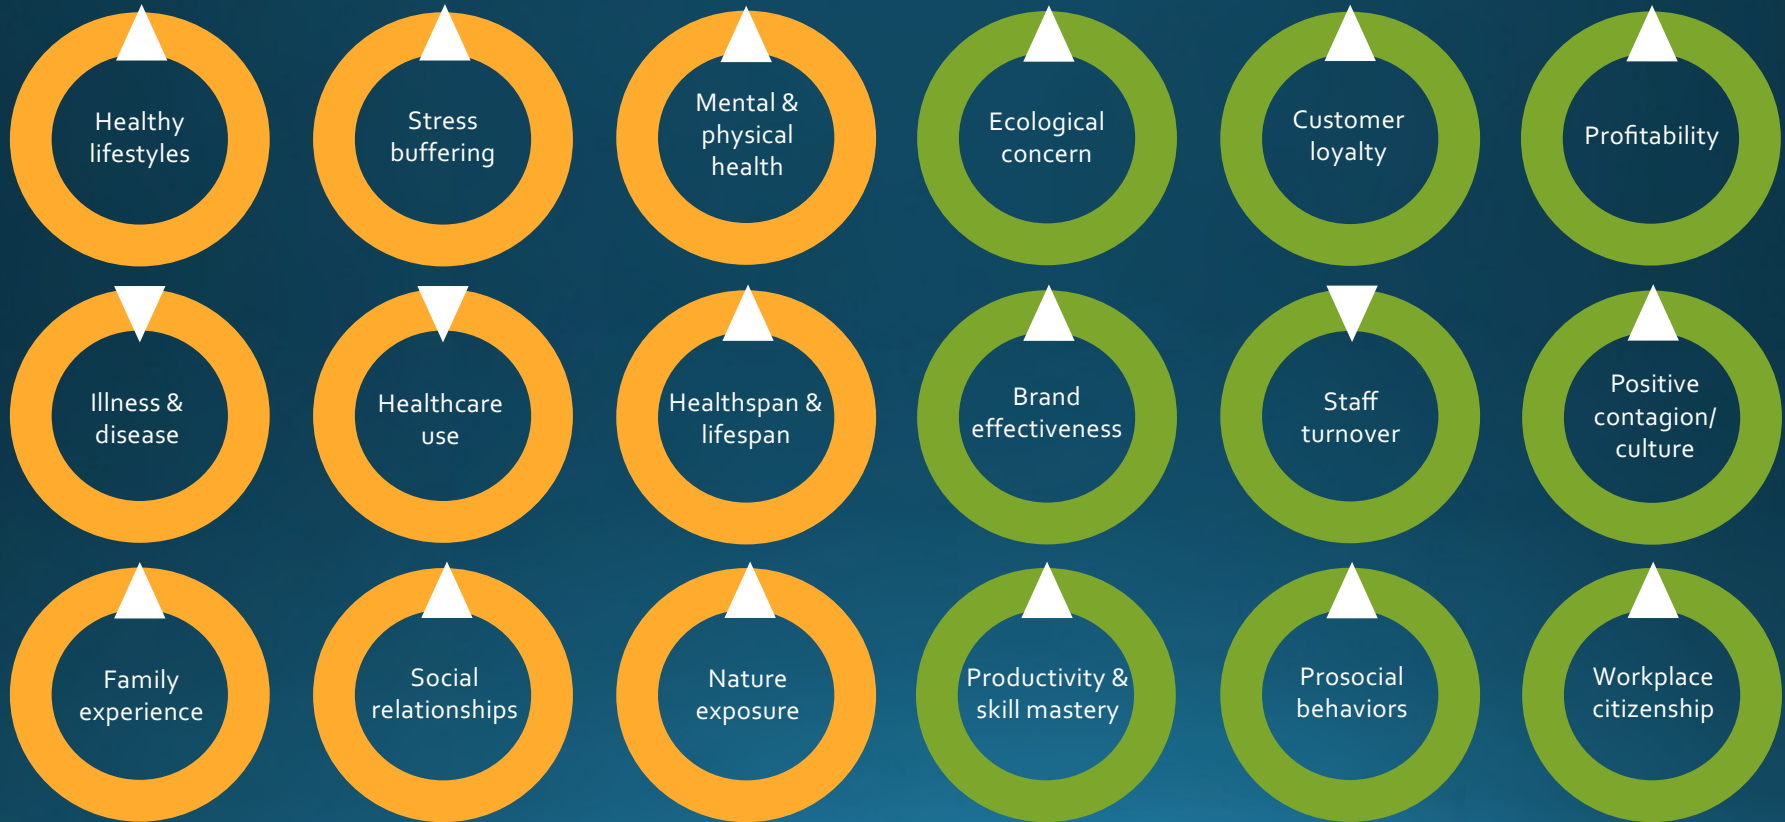 Healthy
lifestyles
Stress
buffering
Mental &
physical
health
Ecological
concern
Customer
loyalty
Profitability
Illness &
disease
Healthcare
use
Healthspan &
lifespan
Brand
effectiveness
Staff
turnover
Positive
contagion/
culture
Family
experience
Social
relationships
Nature
exposure
Productivity &
skill mastery
Prosocial
behaviors
Workplace
citizenship